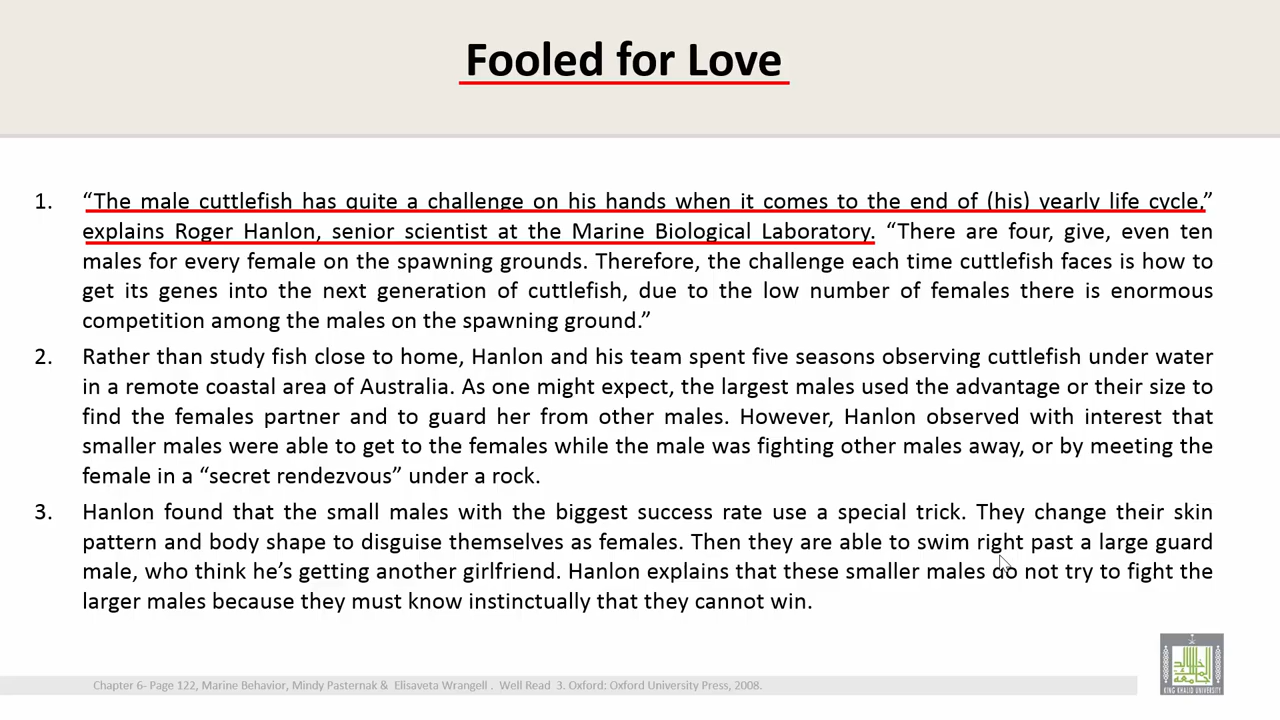 Fooled for Love
1. “The male cuttlefish has quite a challenge on his hands when it comes to the end of (his) yearly life cycle,”
explains Roger Hanlon, senior scientist at the Marine Biological Laboratory. “There are four, give, even ten
males for every female on the spawning grounds. Therefore, the challenge each time cuttlefish faces is how to
get its genes into the next generation of cuttlefish, due to the low number of females there is enormous
competition among the males on the spawning ground.”
2. Rather than study fish close to home, Hanlon and his team spent five seasons observing cuttlefish under water
in a remote coastal area of Australia. As one might expect, the largest males used the advantage or their size to
find the females partner and to guard her from other males. However, Hanlon observed with interest that
smaller males were able to get to the females while the male was fighting other males away, or by meeting the
female in a “secret rendezvous” under a rock.
3. Hanlon found that the small males with the biggest success rate use a special trick. They change their skin
pattern and body shape to disguise themselves as females. Then they are able to swim right past a large guard
male, who think he’s getting another girlfriend. Hanlon explains that these smaller males do not try to fight the
larger males because they must know instinctually that they cannot win.
Chapter 6- Page 122, Marine Behavior, Mindy Pasternak & Elisaveta Wrangell . Well Read 3. Oxford: Oxford University Press, 2008.
KING KHALID UNIVERSITY